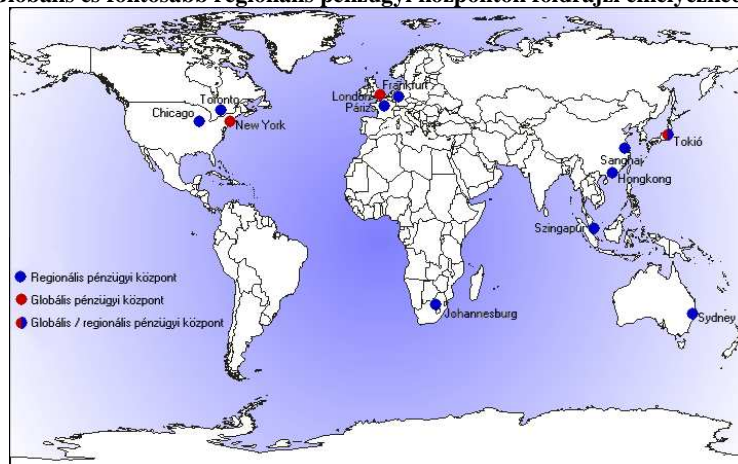 Globális és fontosabb regionális pénzügyi központok földrajzi
Frankfurt
London
Párizs
Toronto
Chicago
New York
Tokió
Sanghaj
Hongkong
Szingapúr
Regionális pénzügyi központ
Globális pénzügyi központ
Globális / regionális pénzügyi központ
Johannesburg
Sydney